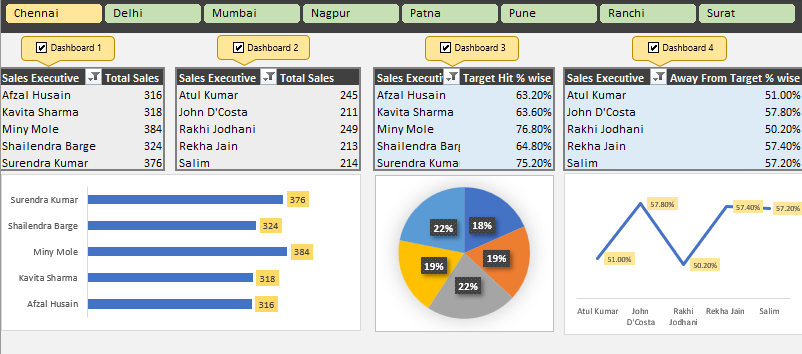 Chennai Delhi Mumbai Nagpur Patna Pune Ranchi Surat
Dashboard 1 Dashboard 2 Dashboard 3 Dashboard 4
Sales Executive Total Sales
Afzal Husain 316
Kavita Sharma 318
Miny Mole 384
Shailendra Barge 324
Surendra Kumar 376
Sales Executive Total Sales
Atul Kumar 245
John D'Costa 211
Rakhi Jodhani 249
Rekha Jain 213
Salim 214
Sales Executi Target Hit % wise
Afzal Husain 63.20%
Kavita Sharma 63.60%
Miny Mole 76.80%
Shailendra Barg 64.80%
Surendra Kuma 75.20%
Sales Executive Away From Target % wise
Atul Kumar 51.00%
John D'Costa 57.80%
Rakhi Jodhani 50.20%
Rekha Jain 57.40%
Salim 57.20%
Surendra Kumar 376
Shailendra Barge 324
Miny Mole 384
Kavita Sharma 318
Afzal Husain 316
22% 18%
19% 19%
22%
57.80% 57.40% 57.20%
51.00% 50.20%
Atul Kumar John Rakhi Rekha Jain Salim
D'Costa Jodhani